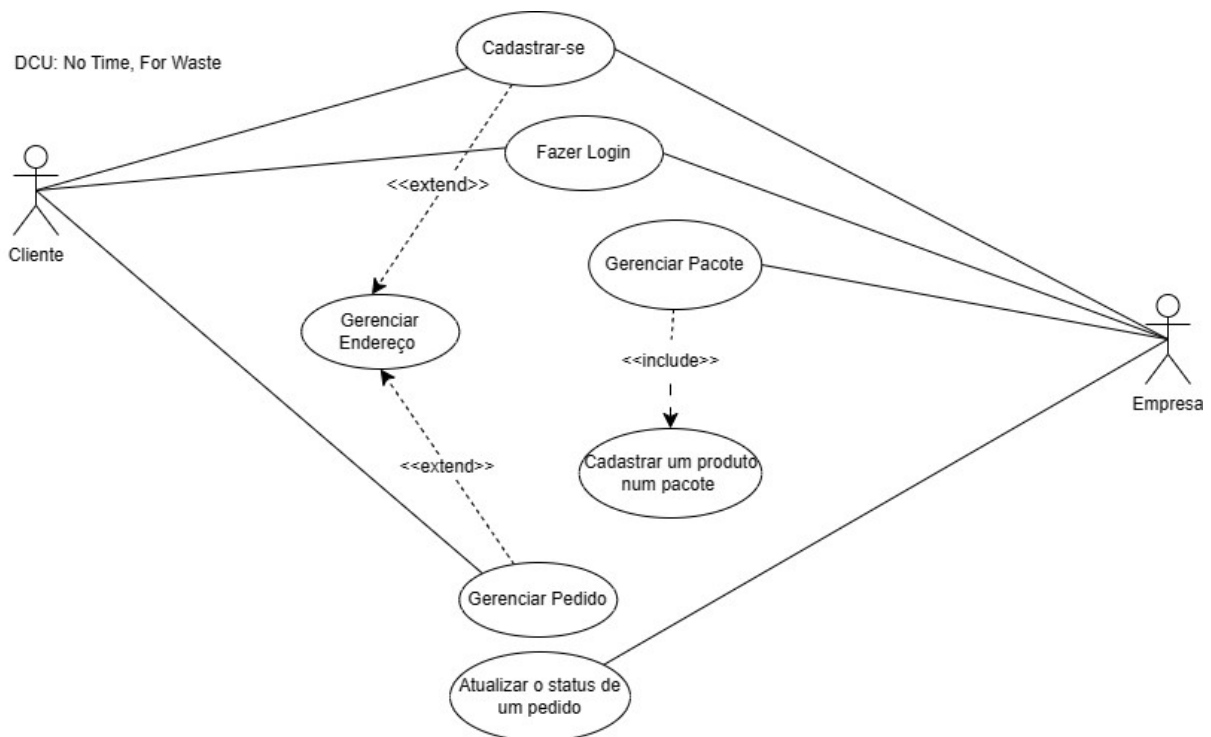 Cadastrar-se
DCU: No Time, For Waste
Fazer Login
<<extend>>
Cliente
Gerenciar Pacote
Gerenciar
Endereço
<<include>>
Empresa
Cadastrar um produto
num pacote
<<extend>>
Gerenciar Pedido
Atualizar o status de
um pedido